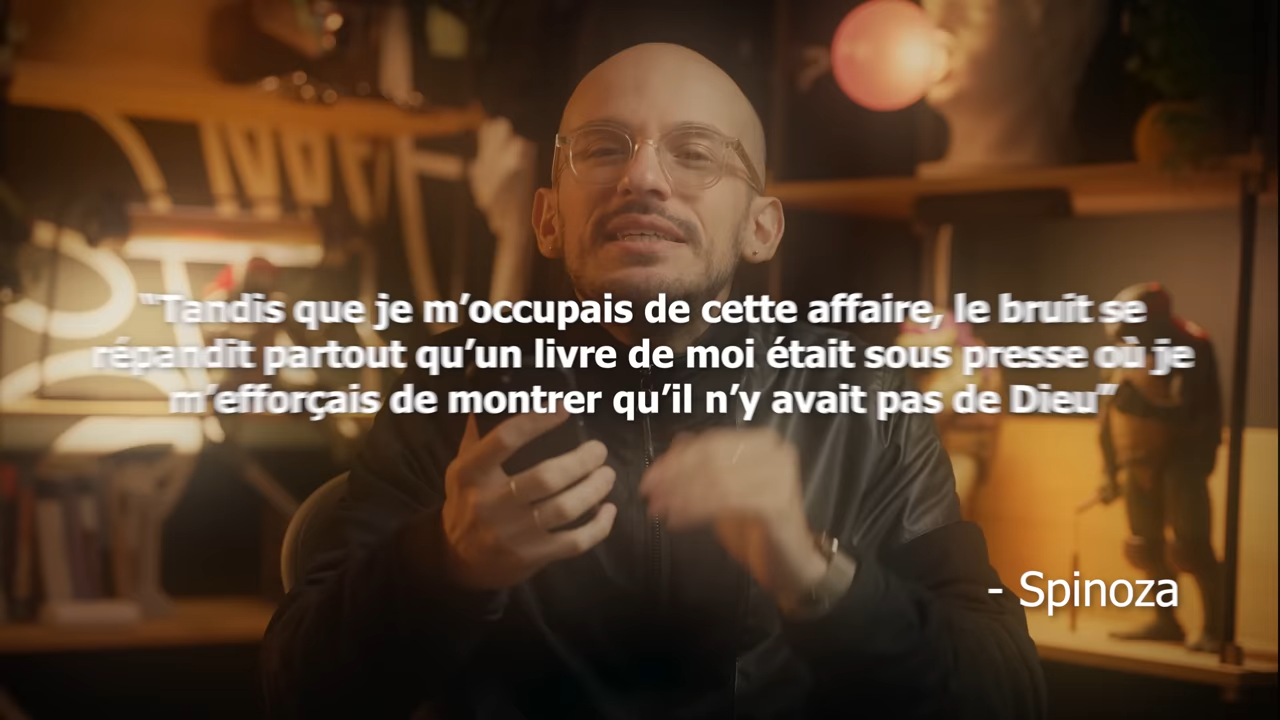 “Tandis que je m’occupais de cette affaire, le bruit se
répandît partout qu’un livre de moi était sous presse où je
m’efforçais de montrer qu’il n’y avait pas de Dieu”
- Spinoza